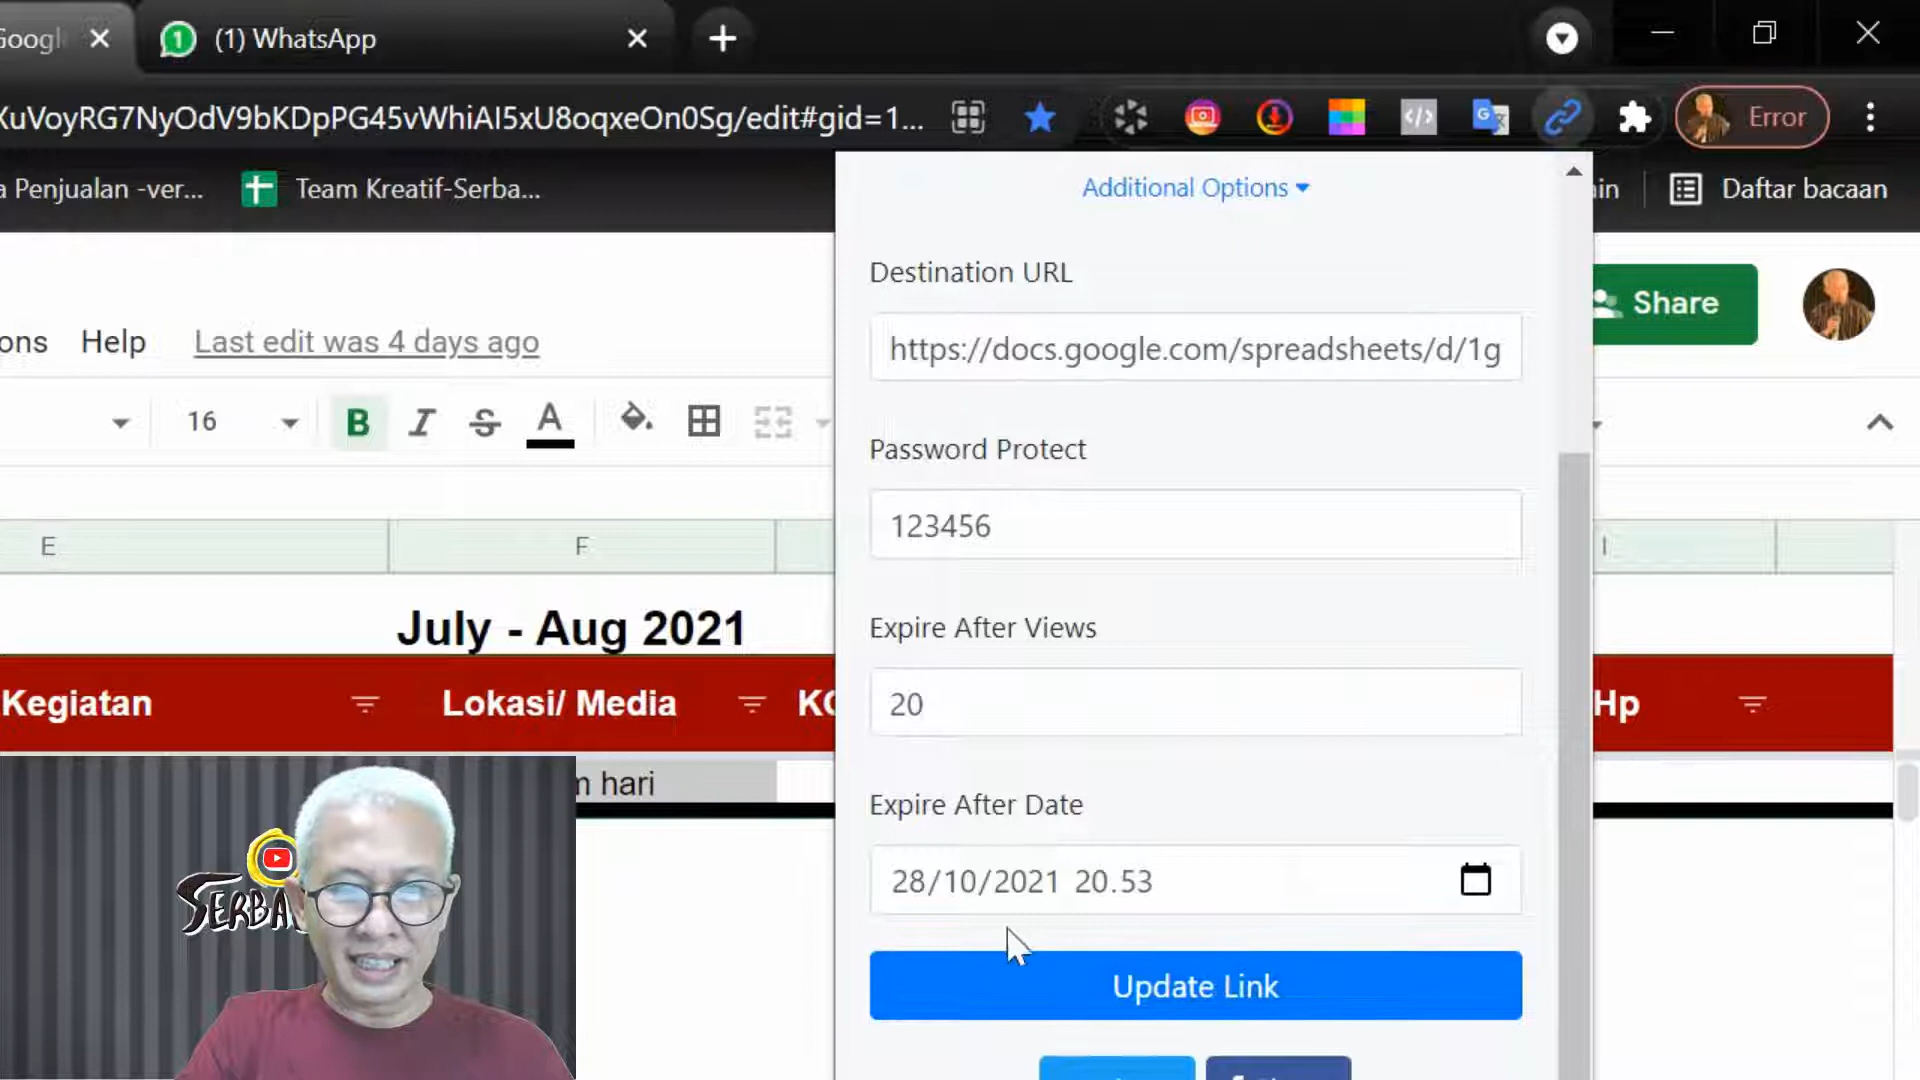 Googl
(1) WhatsApp
XuVoyRG7NyOdV9bKDpPG45vWhiAI5xU8oqxeOn0Sg/edit#gid=1...
Error
a Penjualan -ver...
Team Kreatif-Serba...
Daftar bacaan
Additional Options
Destination URL
https://docs.google.com/spreadsheets/d/1g
Share
ons
Help
Last edit was 4 days ago
16
B
I
S
A
Password Protect
123456
E
F
I
July - Aug 2021
Expire After Views
20
Kegiatan
Lokasi/ Media
Hp
hari
Expire After Date
28/10/2021 20.53
Update Link
SERBA